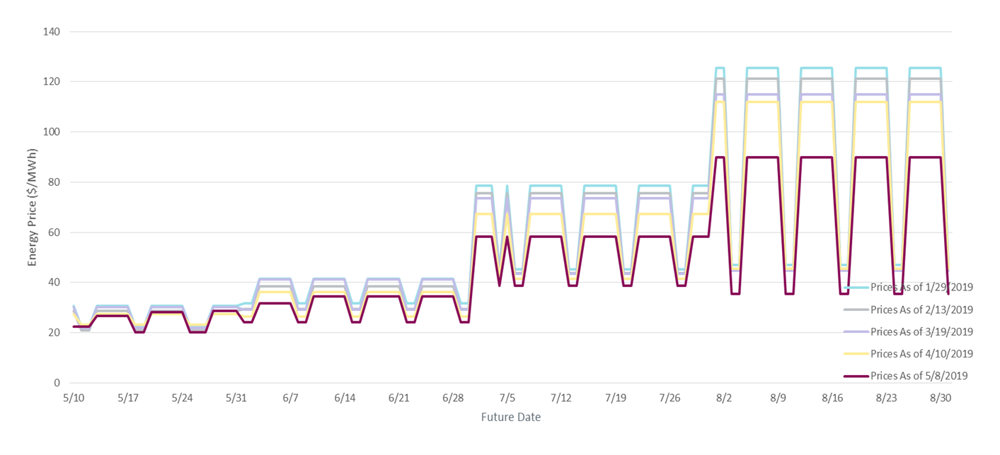 140
120
100
80
60
40
20
0
Energy Price ($/MWh)
5/10 5/17 5/24 5/31 6/7 6/14 6/21 6/28 7/5 7/12 7/19 7/26 8/2 8/9 8/16 8/23 8/30
Future Date
Prices As of 1/29/2019
Prices As of 2/13/2019
Prices As of 3/19/2019
Prices As of 4/10/2019
Prices As of 5/8/2019